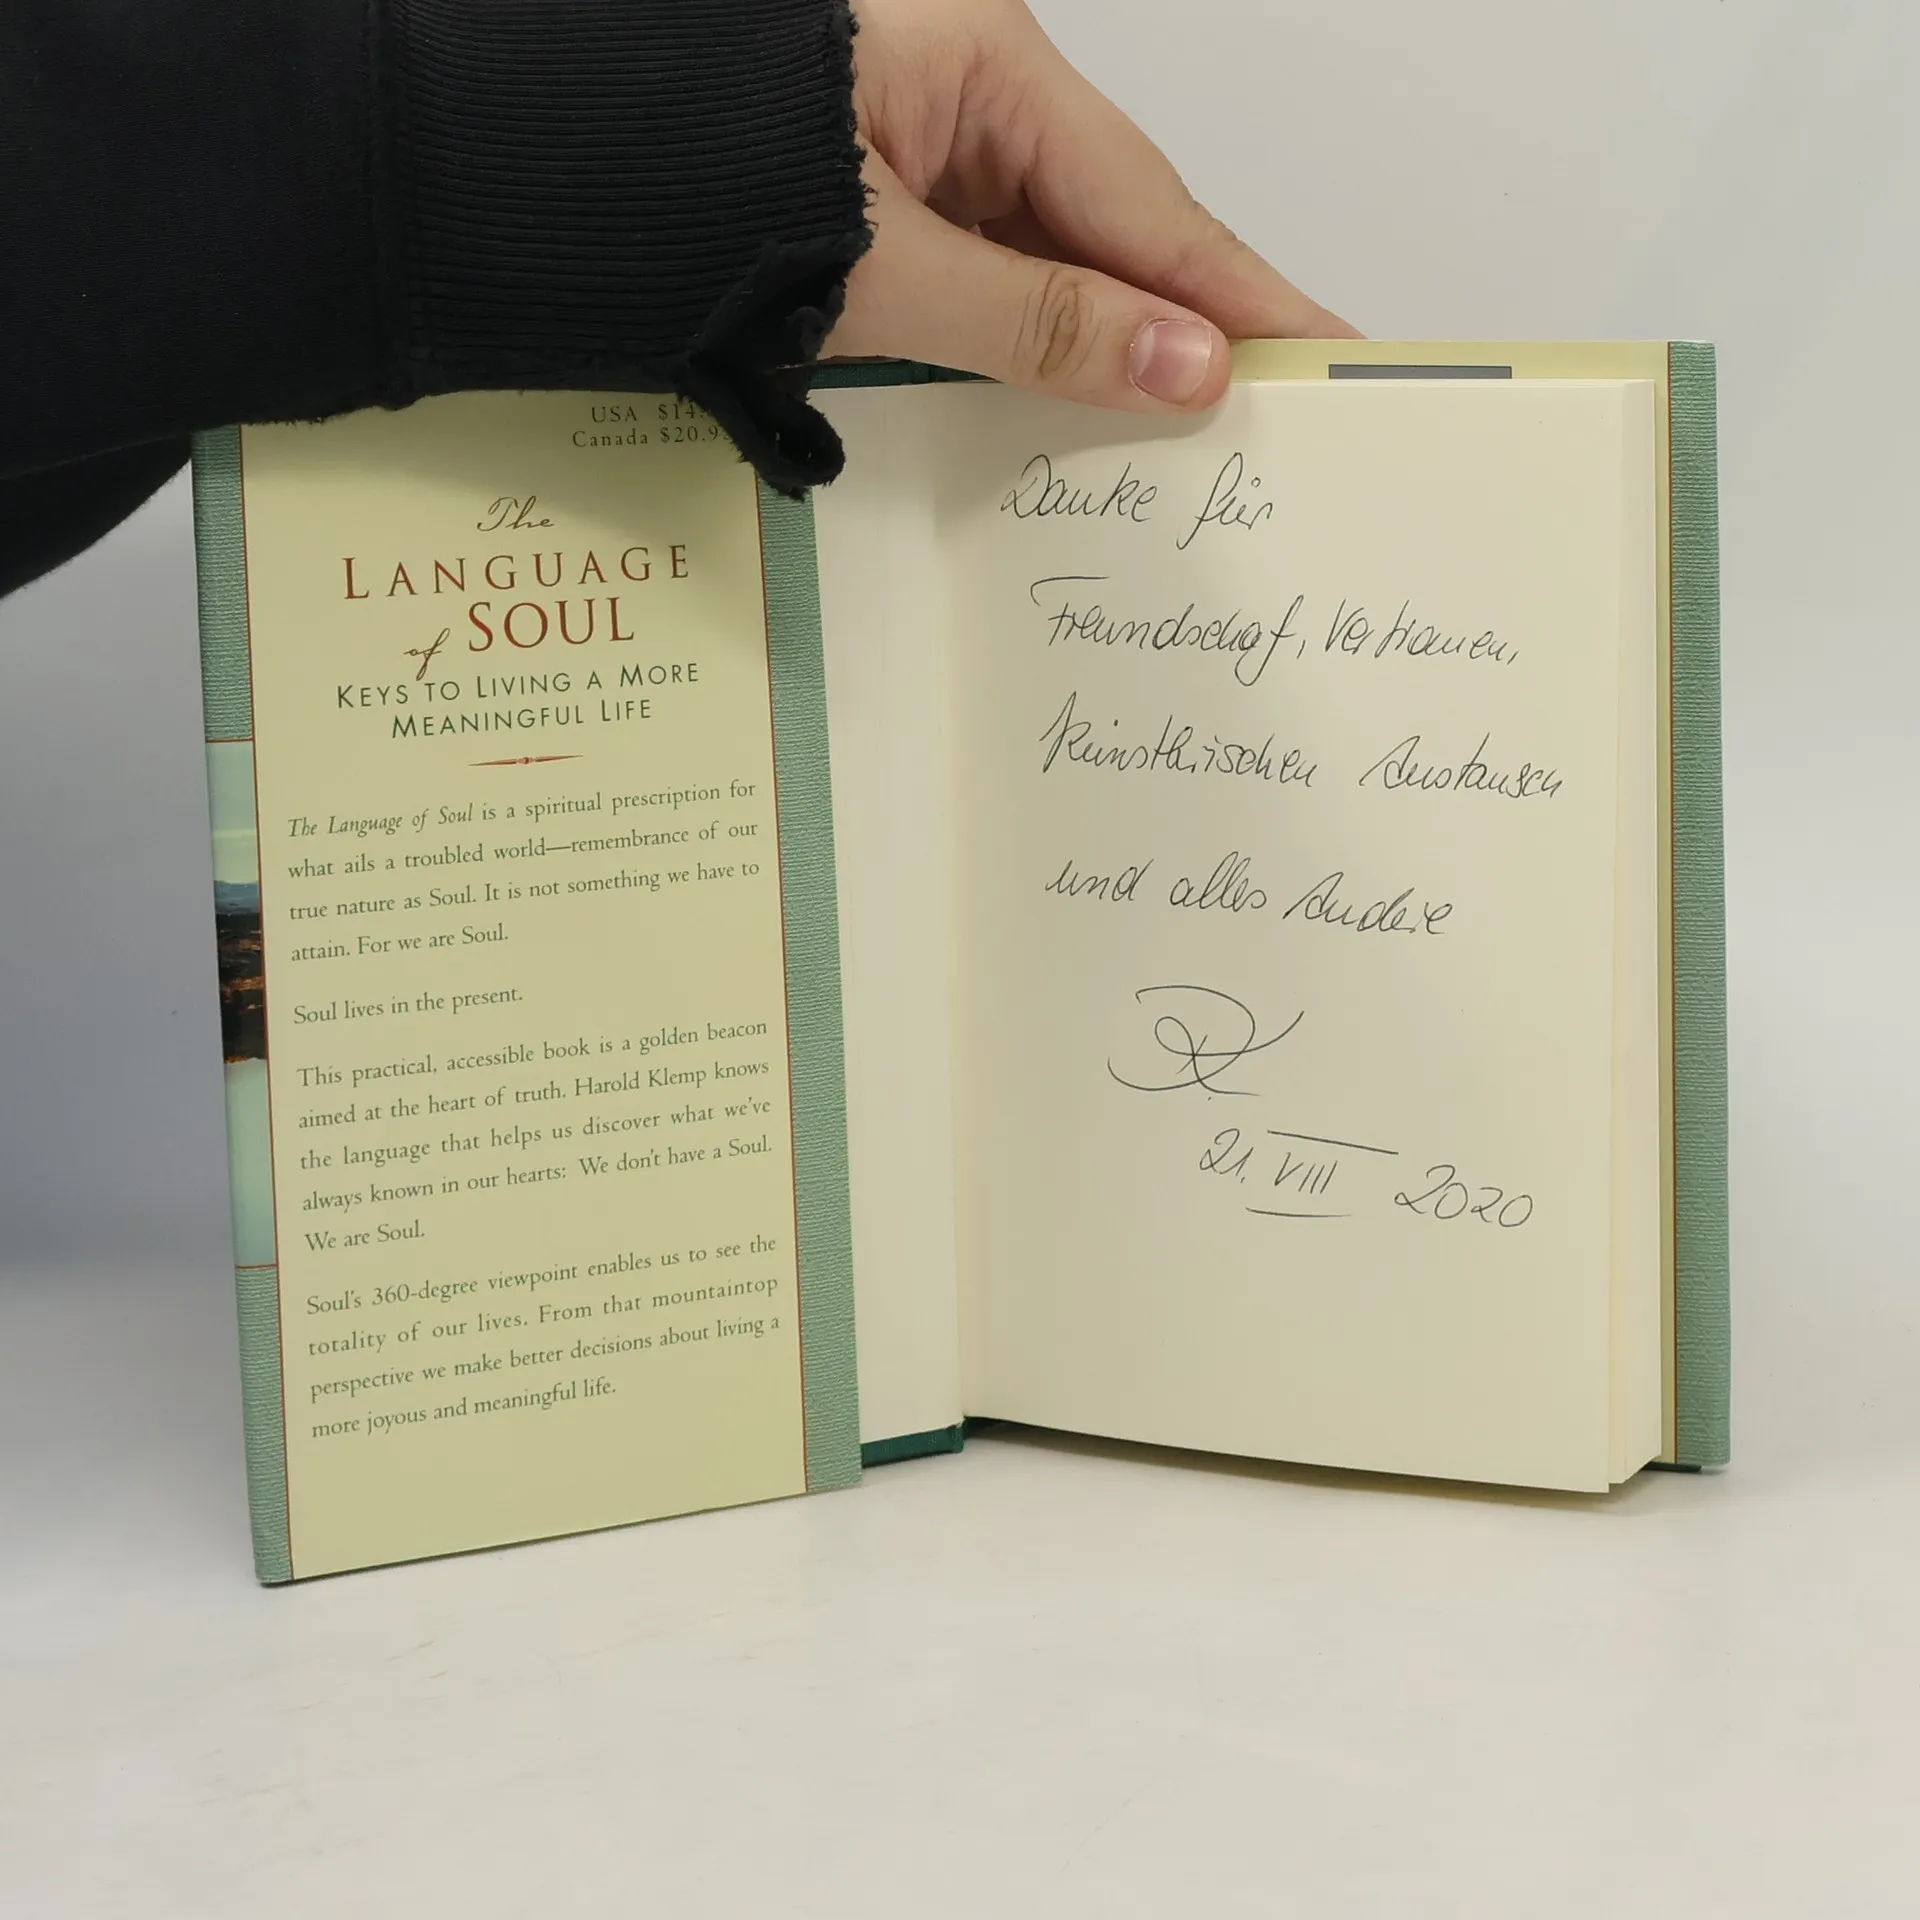 USA $14.
Canada $20.9
The
LANGUAGE
of SOUL
KEYS TO LIVING A MORE
MEANINGFUL LIFE
The Language of Soul is a spiritual prescription for
what ails a troubled world—remembrance of our
true nature as Soul. It is not something we have to
attain. For we are Soul.
Soul lives in the present.
This practical, accessible book is a golden beacon
aimed at the heart of truth. Harold Klemp knows
the language that helps us discover what we've
always known in our hearts: We don't have a Soul.
We are Soul.
Soul's 360-degree viewpoint enables us to see the
totality of our lives. From that mountaintop
perspective we make better decisions about living a
more joyous and meaningful life.
Danke für
Freundschaf, Vertrauen,
künstlerischen Austausch
und alles Andere
21. VIII 2020